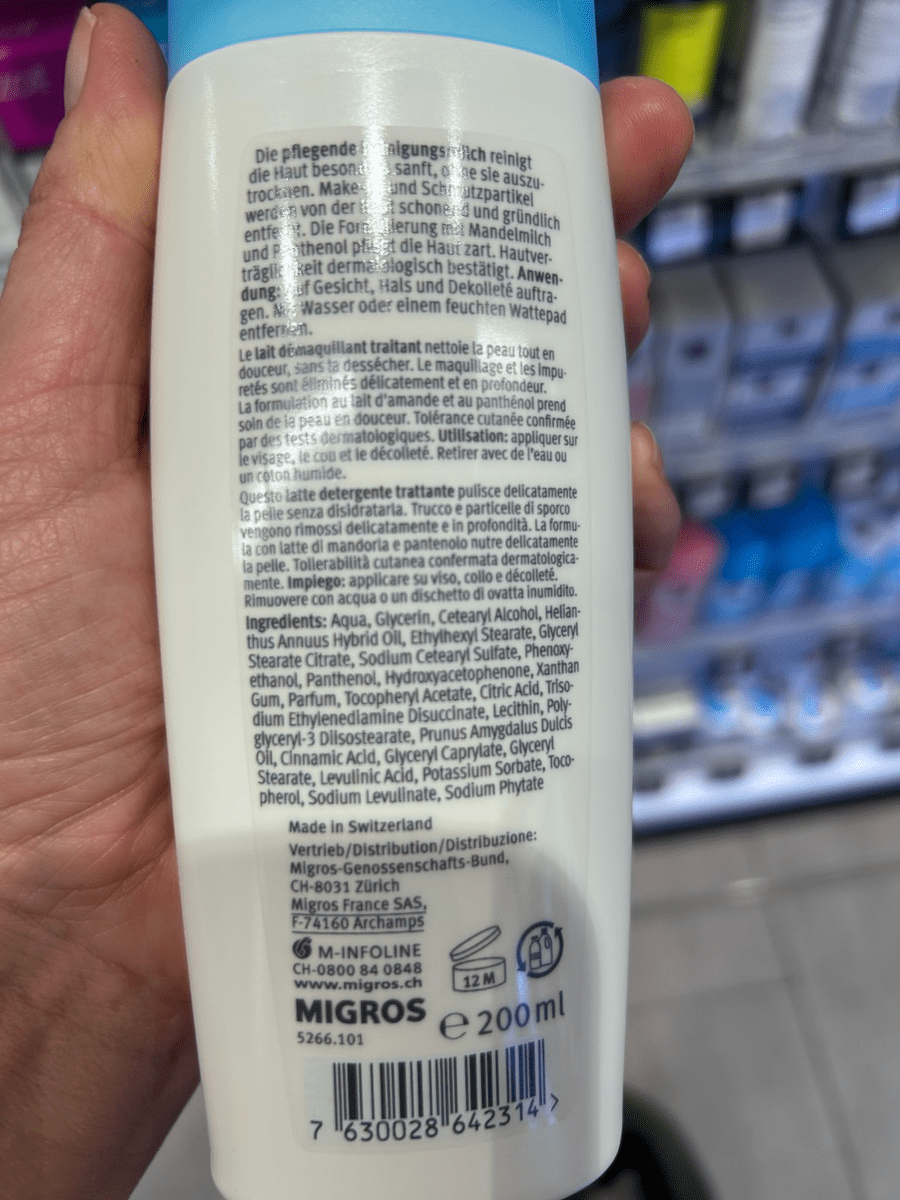 Die pflegende Reinigungsmilch reinigt
die Haut besonders sanft, ohne sie auszu-
trocknen. Make-up und Schmutzpartikel
werden von der Haut schonend und gründlich
entfernt. Die Formulierung mit Mandelmilch
und Panthenol pflegt die Haut zart. Hautver-
träglichkeit dermatologisch bestätigt. Anwen-
dung: Auf Gesicht, Hals und Dekolleté auftra-
gen. Mit Wasser oder einem feuchten Wattepad
entfernen.
Le lait démaquillant traitant nettoie la peau tout en
douceur, sans la dessécher. Le maquillage et les impu-
retés sont éliminés délicatement et en profondeur.
La formulation au lait d'amande et au panthénol prend
soin de la peau en douceur. Tolérance cutanée confirmée
par des tests dermatologiques. Utilisation: appliquer sur
le visage, le cou et le décolleté. Retirer avec de l'eau ou
un coton humide.
Questo latte detergente trattante pulisce delicatamente
la pelle senza disidratarla. Trucco e particelle di sporco
vengono rimossi delicatamente e in profondità. La formu-
la con latte di mandorla e pantenolo nutre delicatamente
la pelle. Tollerabilità cutanea confermata dermatologica-
mente. Impiego: applicare su viso, collo e décolleté.
Rimuovere con acqua o un dischetto di ovatta inumidito.
Ingredients: Aqua, Glycerin, Cetearyl Alcohol, Helian-
thus Annuus Hybrid Oil, Ethylhexyl Stearate, Glyceryl
Stearate Citrate, Sodium Cetearyl Sulfate, Phenoxy-
ethanol, Panthenol, Hydroxyacetophenone, Xanthan
Gum, Parfum, Tocopheryl Acetate, Citric Acid, Triso-
dium Ethylenediamine Disuccinate, Lecithin, Poly-
glyceryl-3 Diisostearate, Prunus Amygdalus Dulcis
Oil, Cinnamic Acid, Glyceryl Caprylate, Glyceryl
Stearate, Levulinic Acid, Potassium Sorbate, Toco-
pherol, Sodium Levulinate, Sodium Phytate
Made in Switzerland
Vertrieb/Distribution/Distribuzione:
Migros-Genossenschafts-Bund,
CH-8031 Zürich
Migros France SAS,
F-74160 Archamps
M-INFOLINE
CH-0800 84 0848
www.migros.ch
12 M
MIGROS
5266.101
e 200 ml
7 630028 642314 >